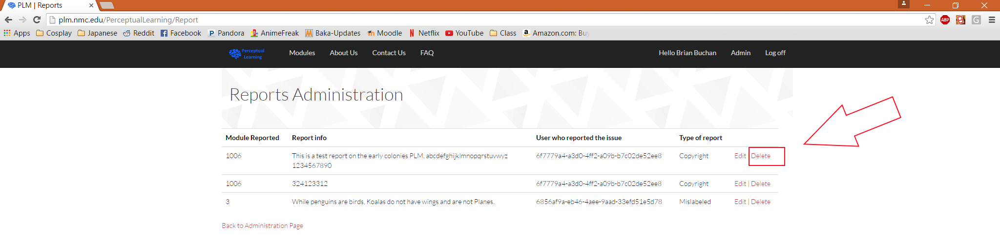 PLM | Reports
plm.nmc.edu/PerceptualLearning/Report
ABP
G
Apps Cosplay Japanese Reddit Facebook Pandora AnimeFreak Baka-Updates Moodle Netflix YouTube Class Amazon.com: Bu
Perceptual Learning Modules About Us Contact Us FAQ Hello Brian Buchan Admin Log off
Reports Administration
Module Reported Report info User who reported the issue Type of report
1006 This is a test report on the early colonies PLM. abcdefghijklmnopqrstuvwyz 6f7779a4-a3d0-4ff2-a09b-b7c02de52ee8 Copyright Edit | Delete
1234567890
1006 324123312 6f7779a4-a3d0-4ff2-a09b-b7c02de52ee8 Copyright Edit | Delete
3 While penguins are birds, Koalas do not have wings and are not Planes. 6856af9a-eb46-4aee-9aad-33efd51e5d78 Mislabeled Edit | Delete
Back to Administration Page